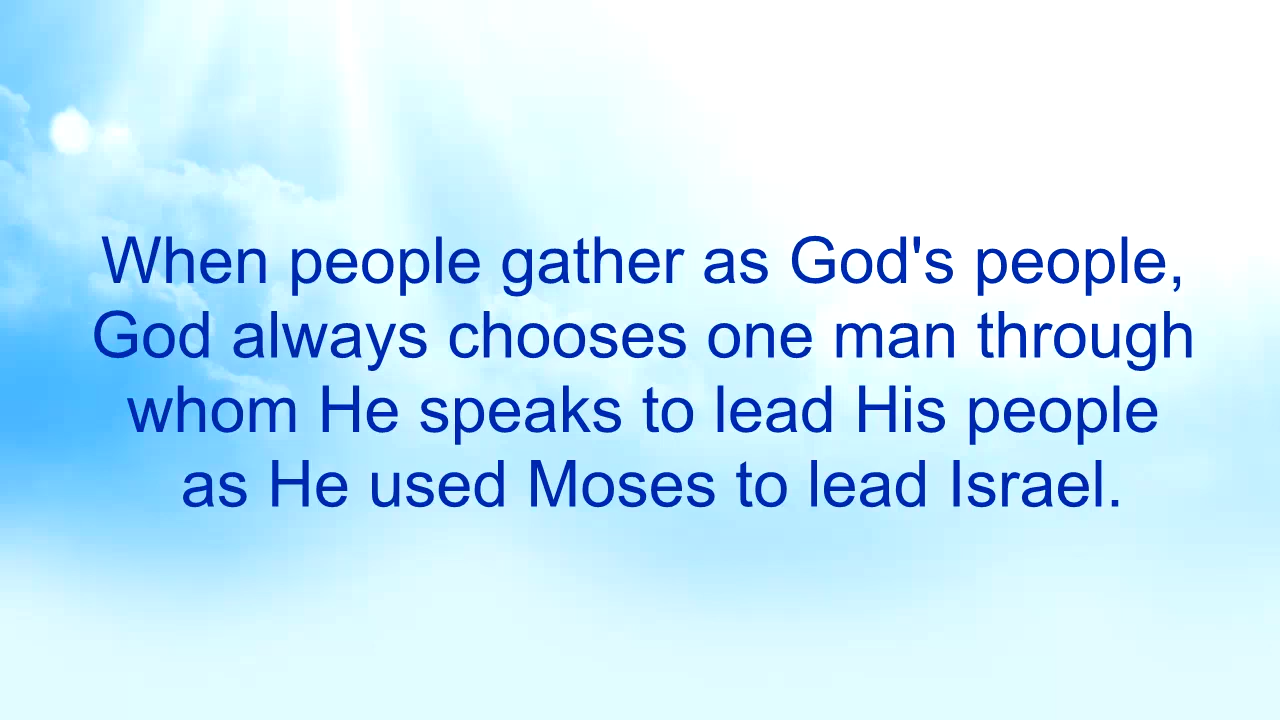 When people gather as God's people,
God always chooses one man through
whom He speaks to lead His people
as He used Moses to lead Israel.